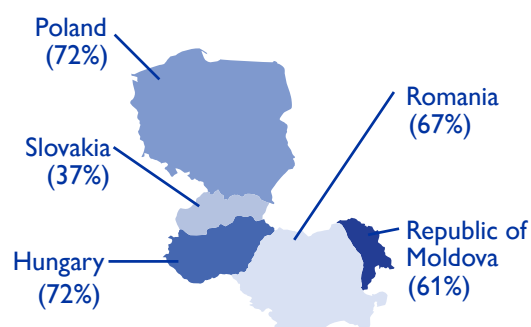 Poland
(72%)
Romania
(67%)
Slovakia
(37%)
Republic of
Moldova
(61%)
Hungary
(72%)